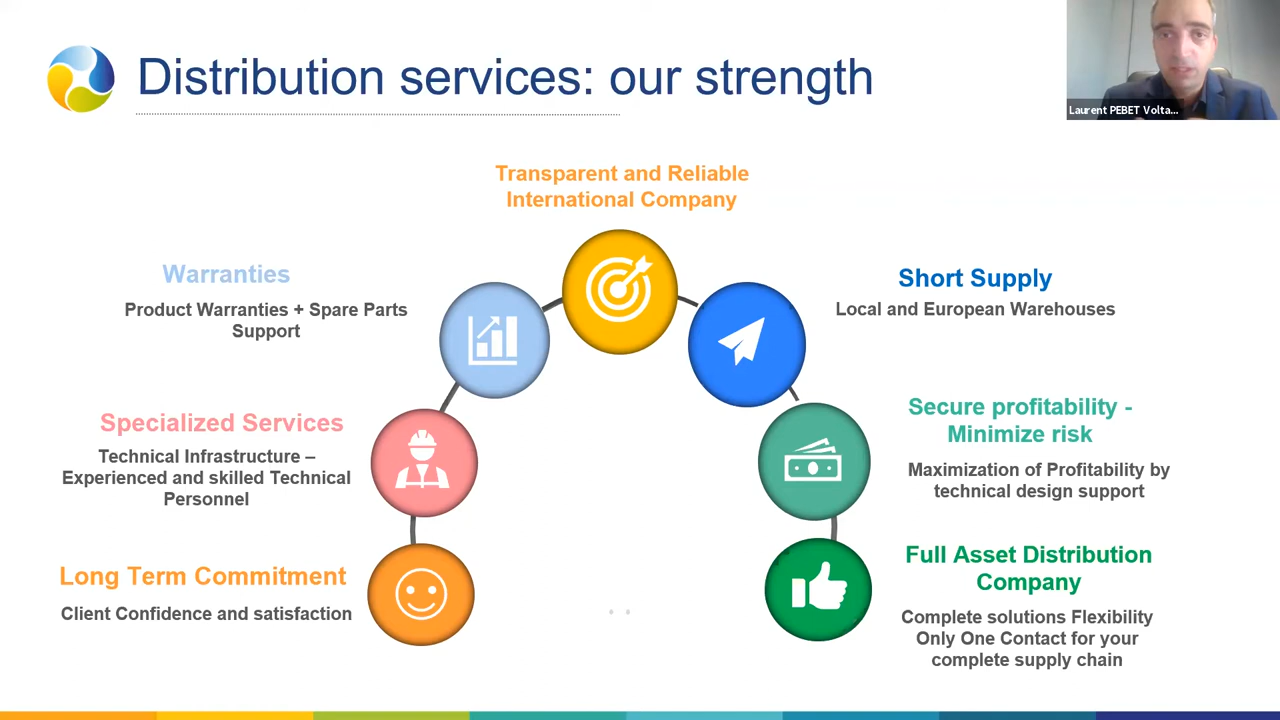 Distribution services: our strength
Laurent PEBET Volta...
Transparent and Reliable
International Company
Warranties
Product Warranties + Spare Parts
Support
Short Supply
Local and European Warehouses
Specialized Services
Technical Infrastructure –
Experienced and skilled Technical
Personnel
Secure profitability -
Minimize risk
Maximization of Profitability by
technical design support
Long Term Commitment
Client Confidence and satisfaction
Full Asset Distribution
Company
Complete solutions Flexibility
Only One Contact for your
complete supply chain